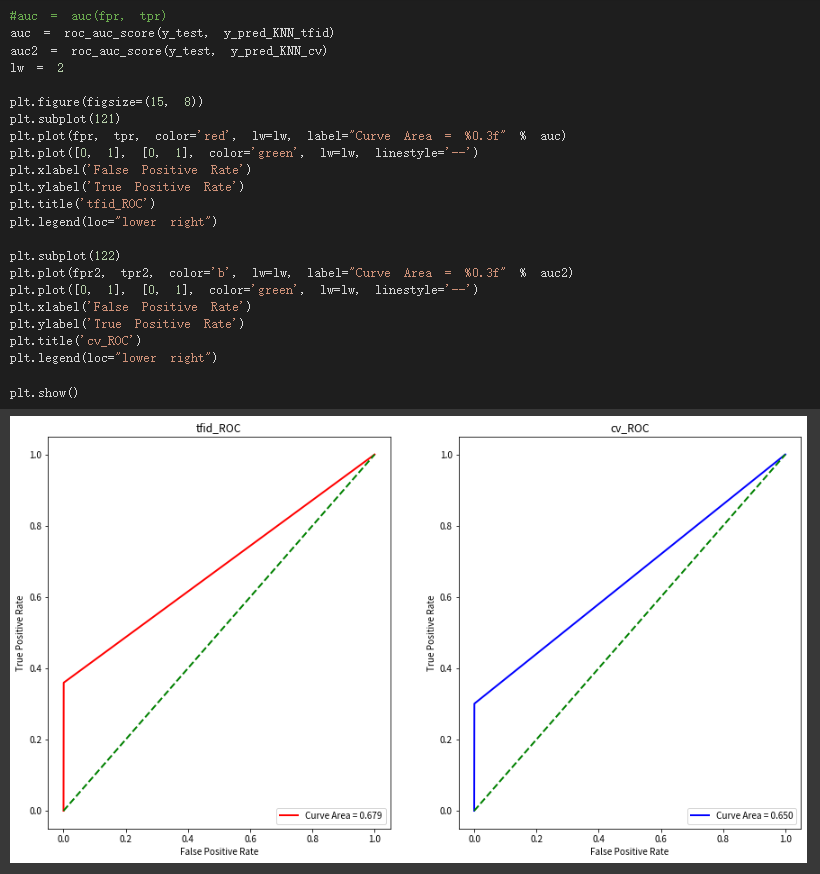 #auc = auc(fpr, tpr)
auc = roc_auc_score(y_test, y_pred_KNN_tfid)
auc2 = roc_auc_score(y_test, y_pred_KNN_cv)
lw = 2
plt.figure(figsize=(15, 8))
plt.subplot(121)
plt.plot(fpr, tpr, color='red', lw=lw, label="Curve Area = %0.3f" % auc)
plt.plot([0, 1], [0, 1], color='green', lw=lw, linestyle='--')
plt.xlabel('False Positive Rate')
plt.ylabel('True Positive Rate')
plt.title('tfid_ROC')
plt.legend(loc="lower right")
plt.subplot(122)
plt.plot(fpr2, tpr2, color='b', lw=lw, label="Curve Area = %0.3f" % auc2)
plt.plot([0, 1], [0, 1], color='green', lw=lw, linestyle='--')
plt.xlabel('False Positive Rate')
plt.ylabel('True Positive Rate')
plt.title('cv_ROC')
plt.legend(loc="lower right")
plt.show()
tfid_ROC
1.0
0.8
0.6
0.4
0.2
0.0
True Positive Rate
Curve Area = 0.679
0.0 0.2 0.4 0.6 0.8 1.0
False Positive Rate
cv_ROC
1.0
0.8
0.6
0.4
0.2
0.0
True Positive Rate
Curve Area = 0.650
0.0 0.2 0.4 0.6 0.8 1.0
False Positive Rate